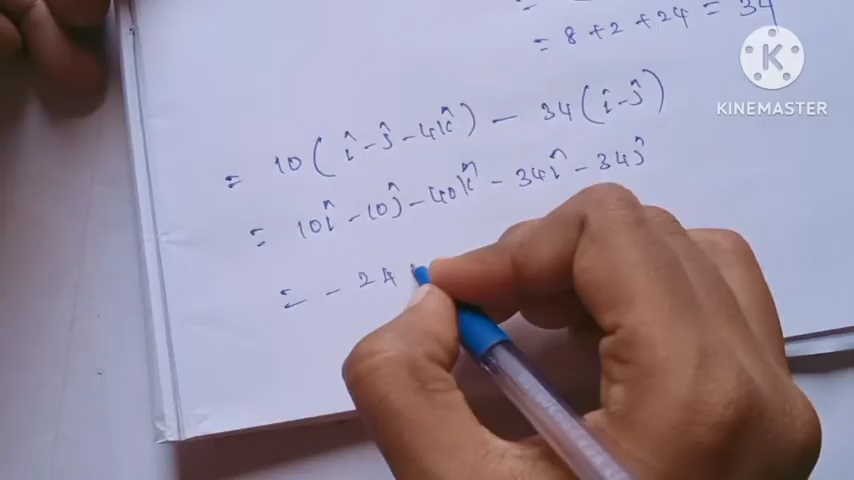 = 8 + 2 + 24 = 34
= 10 ( î - ĵ - 4k̂ ) - 34 ( î - ĵ )
= 10î - 10ĵ - 40k̂ - 34î - 34ĵ
= - 24
KINEMASTER